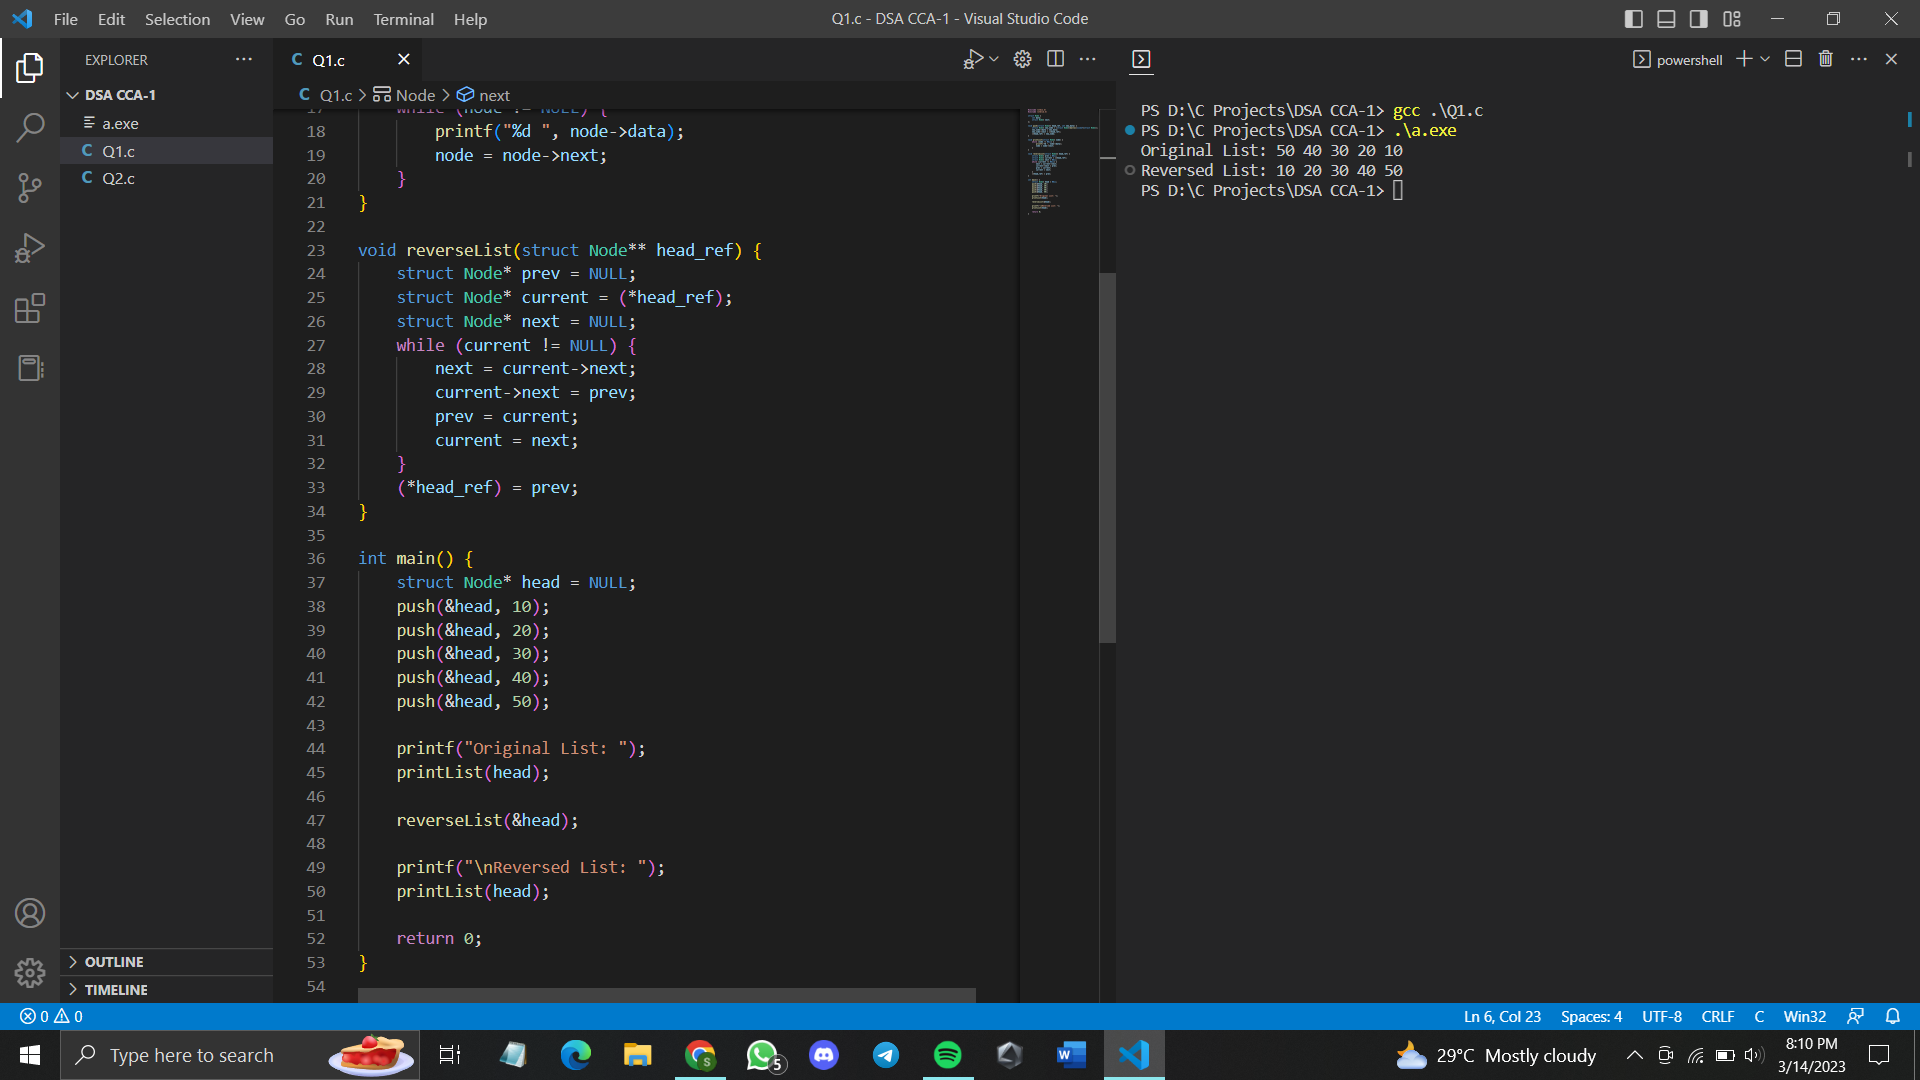 File Edit Selection View Go Run Terminal Help
Q1.c - DSA CCA-1 - Visual Studio Code
EXPLORER
DSA CCA-1
a.exe
C Q1.c
C Q2.c
OUTLINE
TIMELINE
C Q1.c
C Q1.c > Node > next
17 while (node != NULL) {
18 printf("%d ", node->data);
19 node = node->next;
20 }
21 }
22
23 void reverseList(struct Node** head_ref) {
24 struct Node* prev = NULL;
25 struct Node* current = (*head_ref);
26 struct Node* next = NULL;
27 while (current != NULL) {
28 next = current->next;
29 current->next = prev;
30 prev = current;
31 current = next;
32 }
33 (*head_ref) = prev;
34 }
35
36 int main() {
37 struct Node* head = NULL;
38 push(&head, 10);
39 push(&head, 20);
40 push(&head, 30);
41 push(&head, 40);
42 push(&head, 50);
43
44 printf("Original List: ");
45 printList(head);
46
47 reverseList(&head);
48
49 printf("\nReversed List: ");
50 printList(head);
51
52 return 0;
53 }
54
powershell
PS D:\C Projects\DSA CCA-1> gcc .\Q1.c
PS D:\C Projects\DSA CCA-1> .\a.exe
Original List: 50 40 30 20 10
Reversed List: 10 20 30 40 50
PS D:\C Projects\DSA CCA-1>
0 0
Ln 6, Col 23 Spaces: 4 UTF-8 CRLF C Win32
Type here to search
S
5
W
29°C Mostly cloudy
8:10 PM
3/14/2023